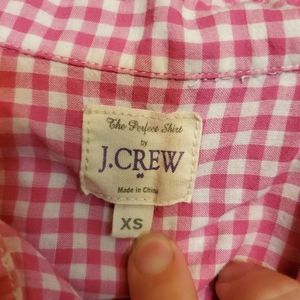 The Perfect Shirt
by
J.CREW
Made in China
XS